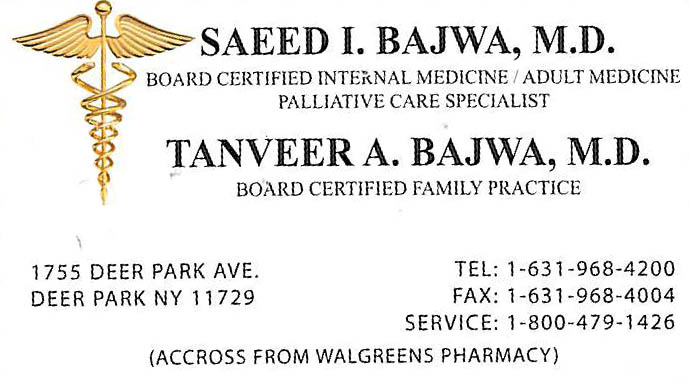 SAEED I. BAJWA, M.D.
BOARD CERTIFIED INTERNAL MEDICINE / ADULT MEDICINE
PALLIATIVE CARE SPECIALIST
TANVEER A. BAJWA, M.D.
BOARD CERTIFIED FAMILY PRACTICE
1755 DEER PARK AVE.
DEER PARK NY 11729
TEL: 1-631-968-4200
FAX: 1-631-968-4004
SERVICE: 1-800-479-1426
(ACCROSS FROM WALGREENS PHARMACY)